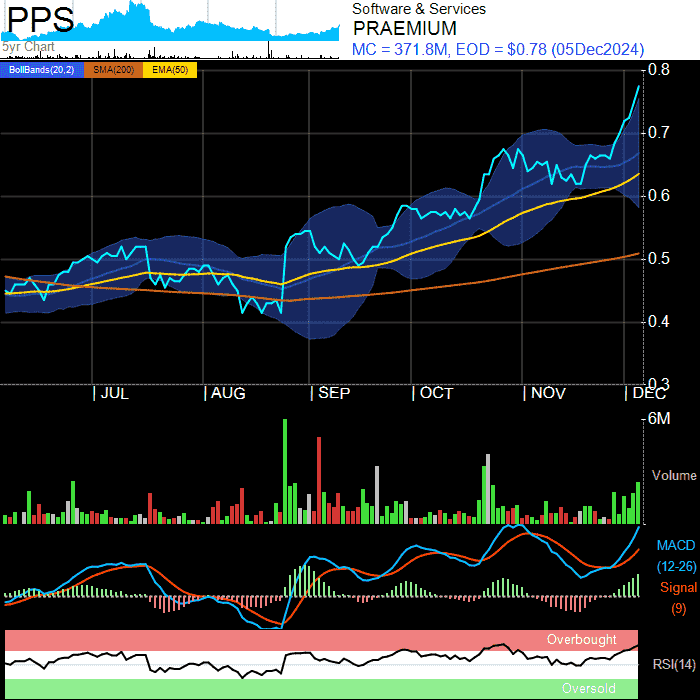 PPS
5yr Chart
Software & Services
PRAEMIUM
MC = 371.8M, EOD = $0.78 (05Dec2024)
BollBands(20,2) SMA(200) EMA(50)
0.8
0.7
0.6
0.5
0.4
0.3
JUL AUG SEP OCT NOV DEC
6M
Volume
MACD
(12-26)
Signal
(9)
Overbought
RSI(14)
Oversold